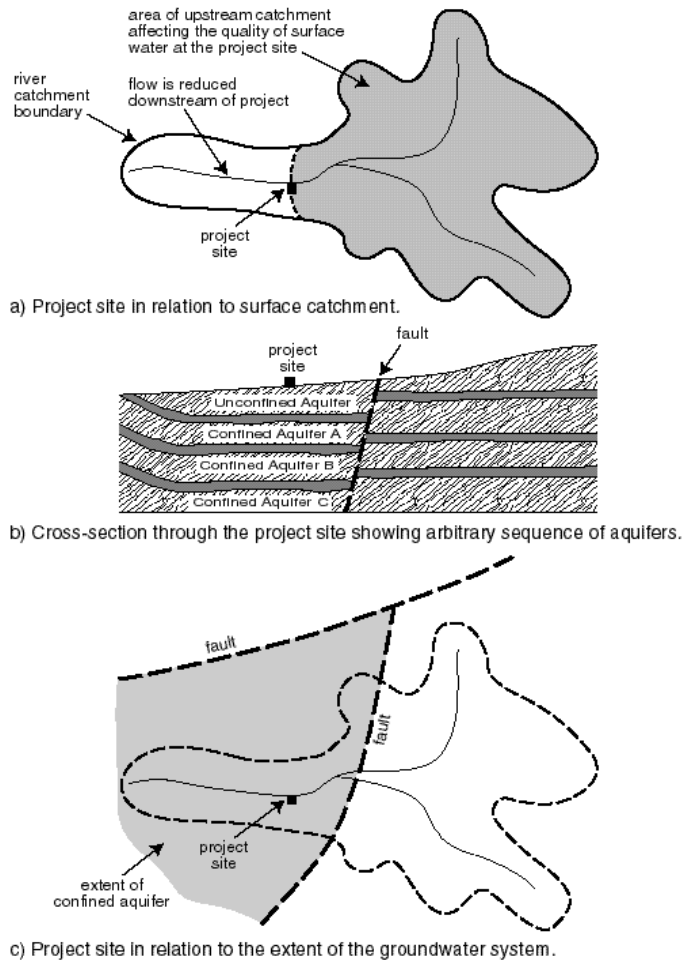 area of upstream catchment
affecting the quality of surface
water at the project site
river
catchment
boundary
flow is reduced
downstream of project
project
site
a) Project site in relation to surface catchment.
project
site
fault
Unconfined Aquifer
Confined Aquifer A
Confined Aquifer B
Confined Aquifer C
b) Cross-section through the project site showing arbitrary sequence of aquifers.
fault
fault
project
site
extent of
confined aquifer
c) Project site in relation to the extent of the groundwater system.